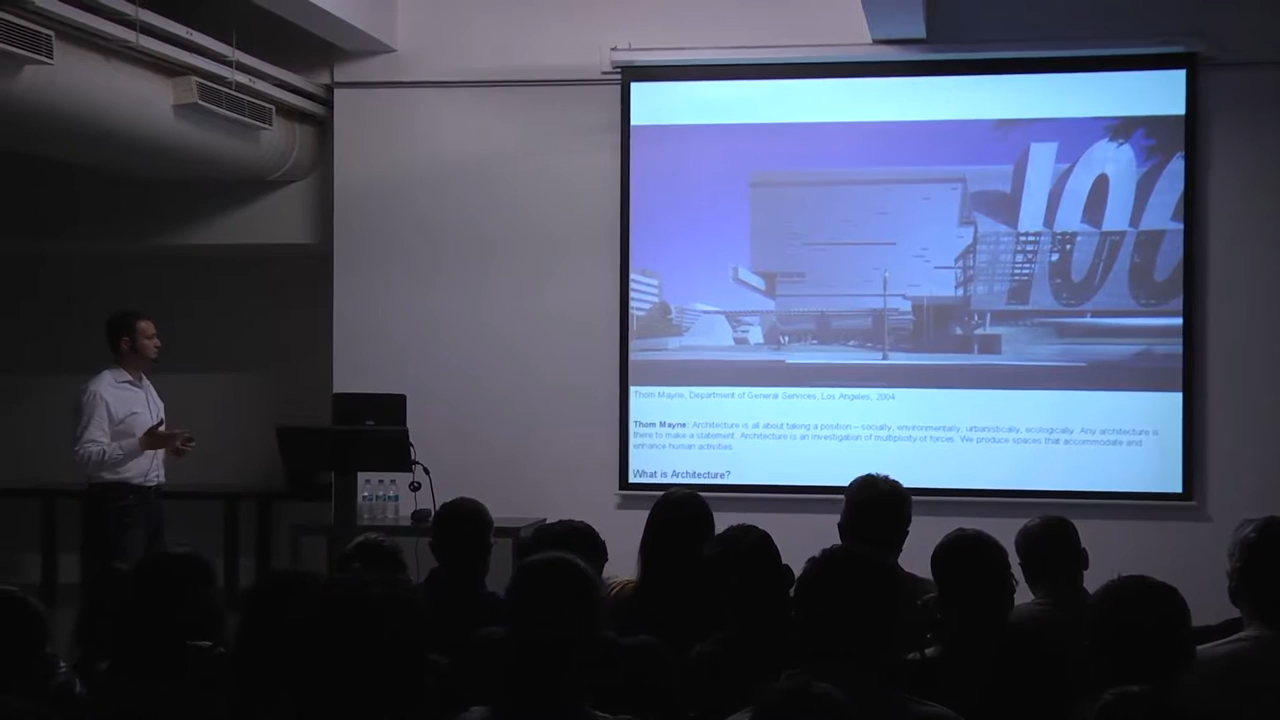 100
Thom Mayne, Department of General Services, Los Angeles, 2004
Thom Mayne: Architecture is all about taking a position – socially, environmentally, urbanistically, ecologically. Any architecture is
there to make a statement. Architecture is an investigation of multiplicity of forces. We produce spaces that accommodate and
enhance human activities.
What is Architecture?